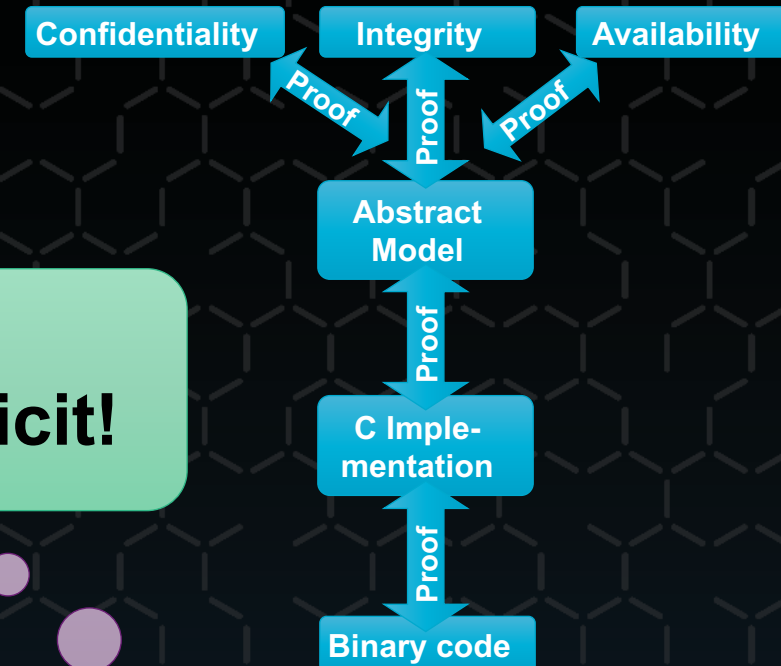 Confidentiality
Integrity
Availability
Proof
Proof
Proof
Abstract
Model
Proof
icit!
C Imple-
mentation
Proof
Binary code